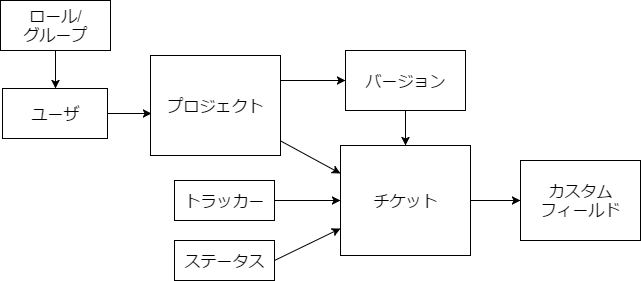 ロール/
グループ
ユーザ
プロジェクト
バージョン
トラッカー
チケット
カスタム
フィールド
ステータス